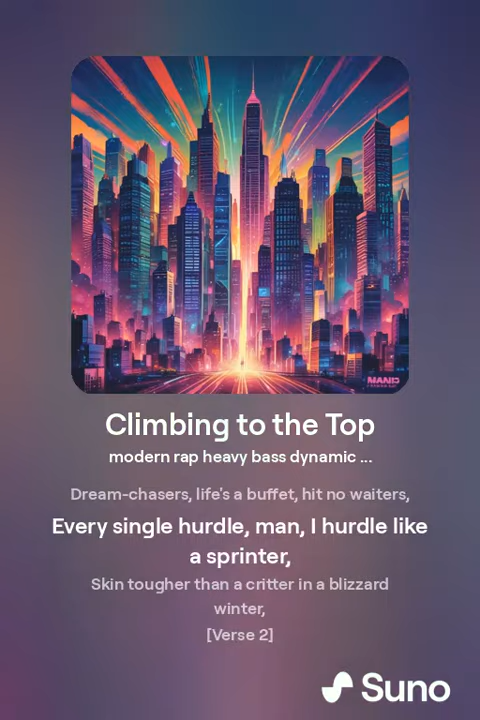 Climbing to the Top
modern rap heavy bass dynamic ...
Dream-chasers, life's a buffet, hit no waiters,
Every single hurdle, man, I hurdle like
a sprinter,
Skin tougher than a critter in a blizzard
winter,
[Verse 2]
Suno